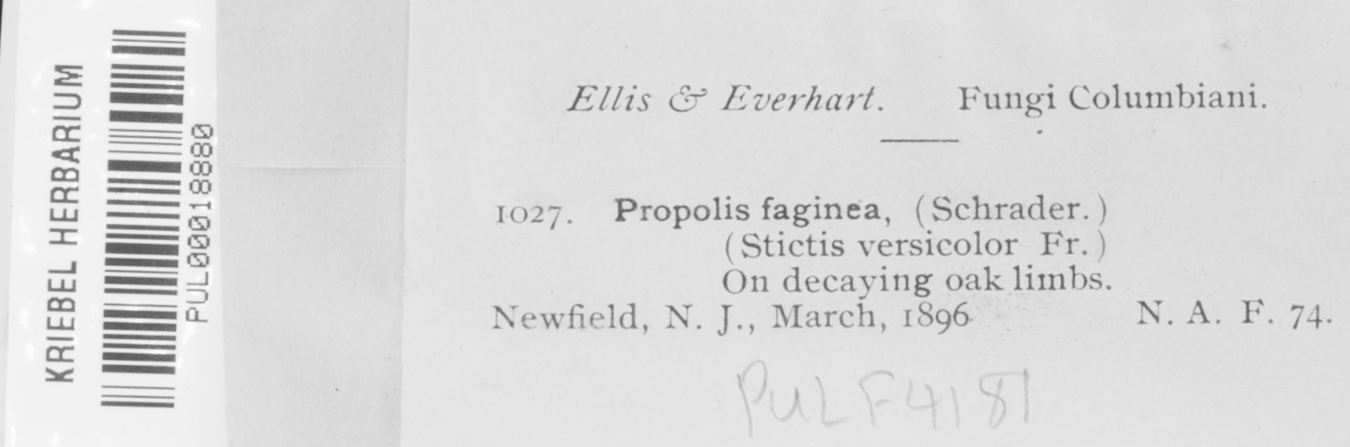 KRIEBEL HERBARIUM
PUL00018880
Ellis & Everhart. Fungi Columbiani.
1027. Propolis faginea, (Schrader.)
(Stictis versicolor Fr.)
On decaying oak limbs.
Newfield, N. J., March, 1896 N. A. F. 74.
PUL F4181